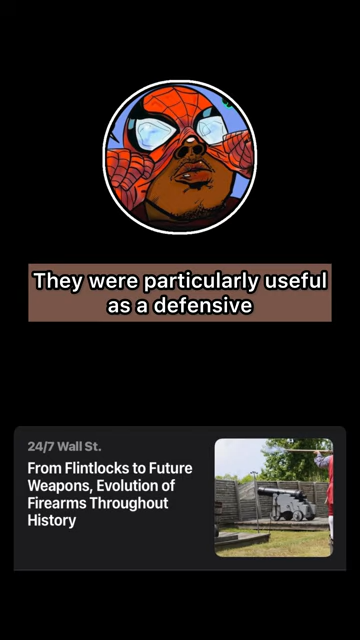 They were particularly useful
as a defensive
24/7 Wall St.
From Flintlocks to Future
Weapons, Evolution of
Firearms Throughout
History